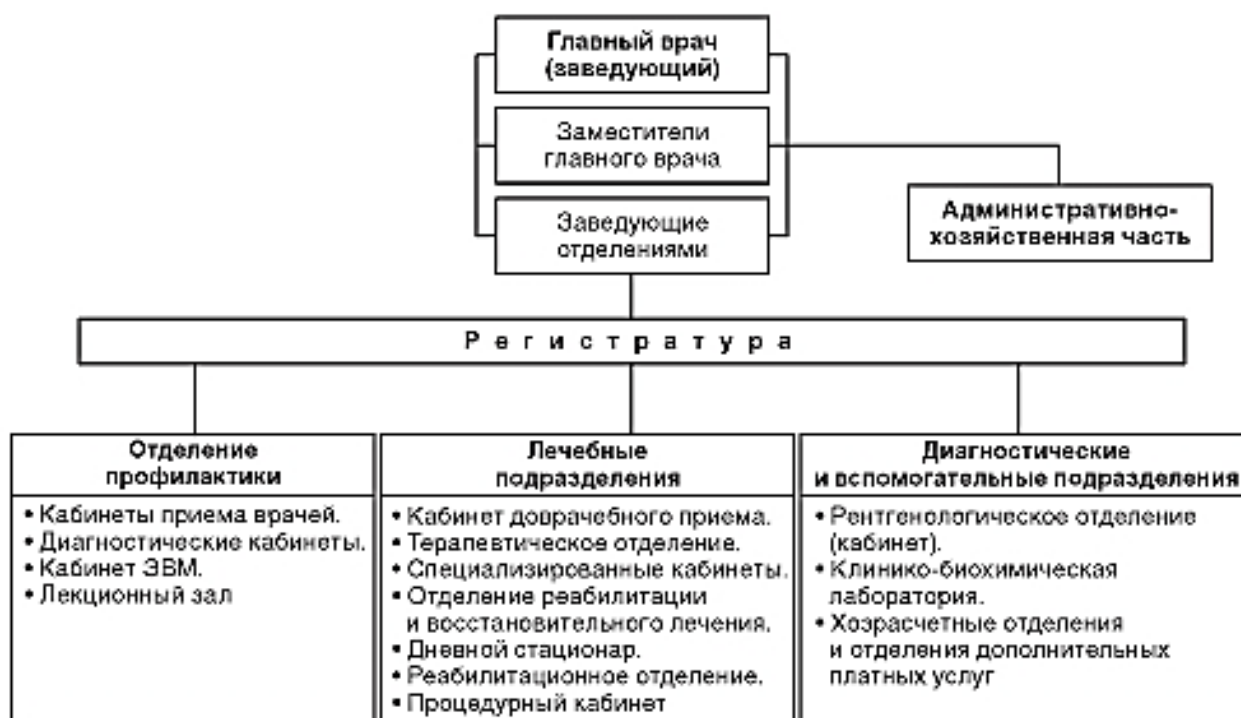 Главный врач
(заведующий)
Заместители
главного врача
Заведующие
отделениями
Административно-
хозяйственная часть
Регистратура
Отделение
профилактики
• Кабинеты приема врачей.
• Диагностические кабинеты.
• Кабинет ЭВМ.
• Лекционный зал
Лечебные
подразделения
• Кабинет доврачебного приема.
• Терапевтическое отделение.
• Специализированные кабинеты.
• Отделение реабилитации
и восстановительного лечения.
• Дневной стационар.
• Реабилитационное отделение.
• Процедурный кабинет
Диагностические
и вспомогательные подразделения
• Рентгенологическое отделение
(кабинет).
• Клинико-биохимическая
лаборатория.
• Хозрасчетные отделения
и отделения дополнительных
платных услуг